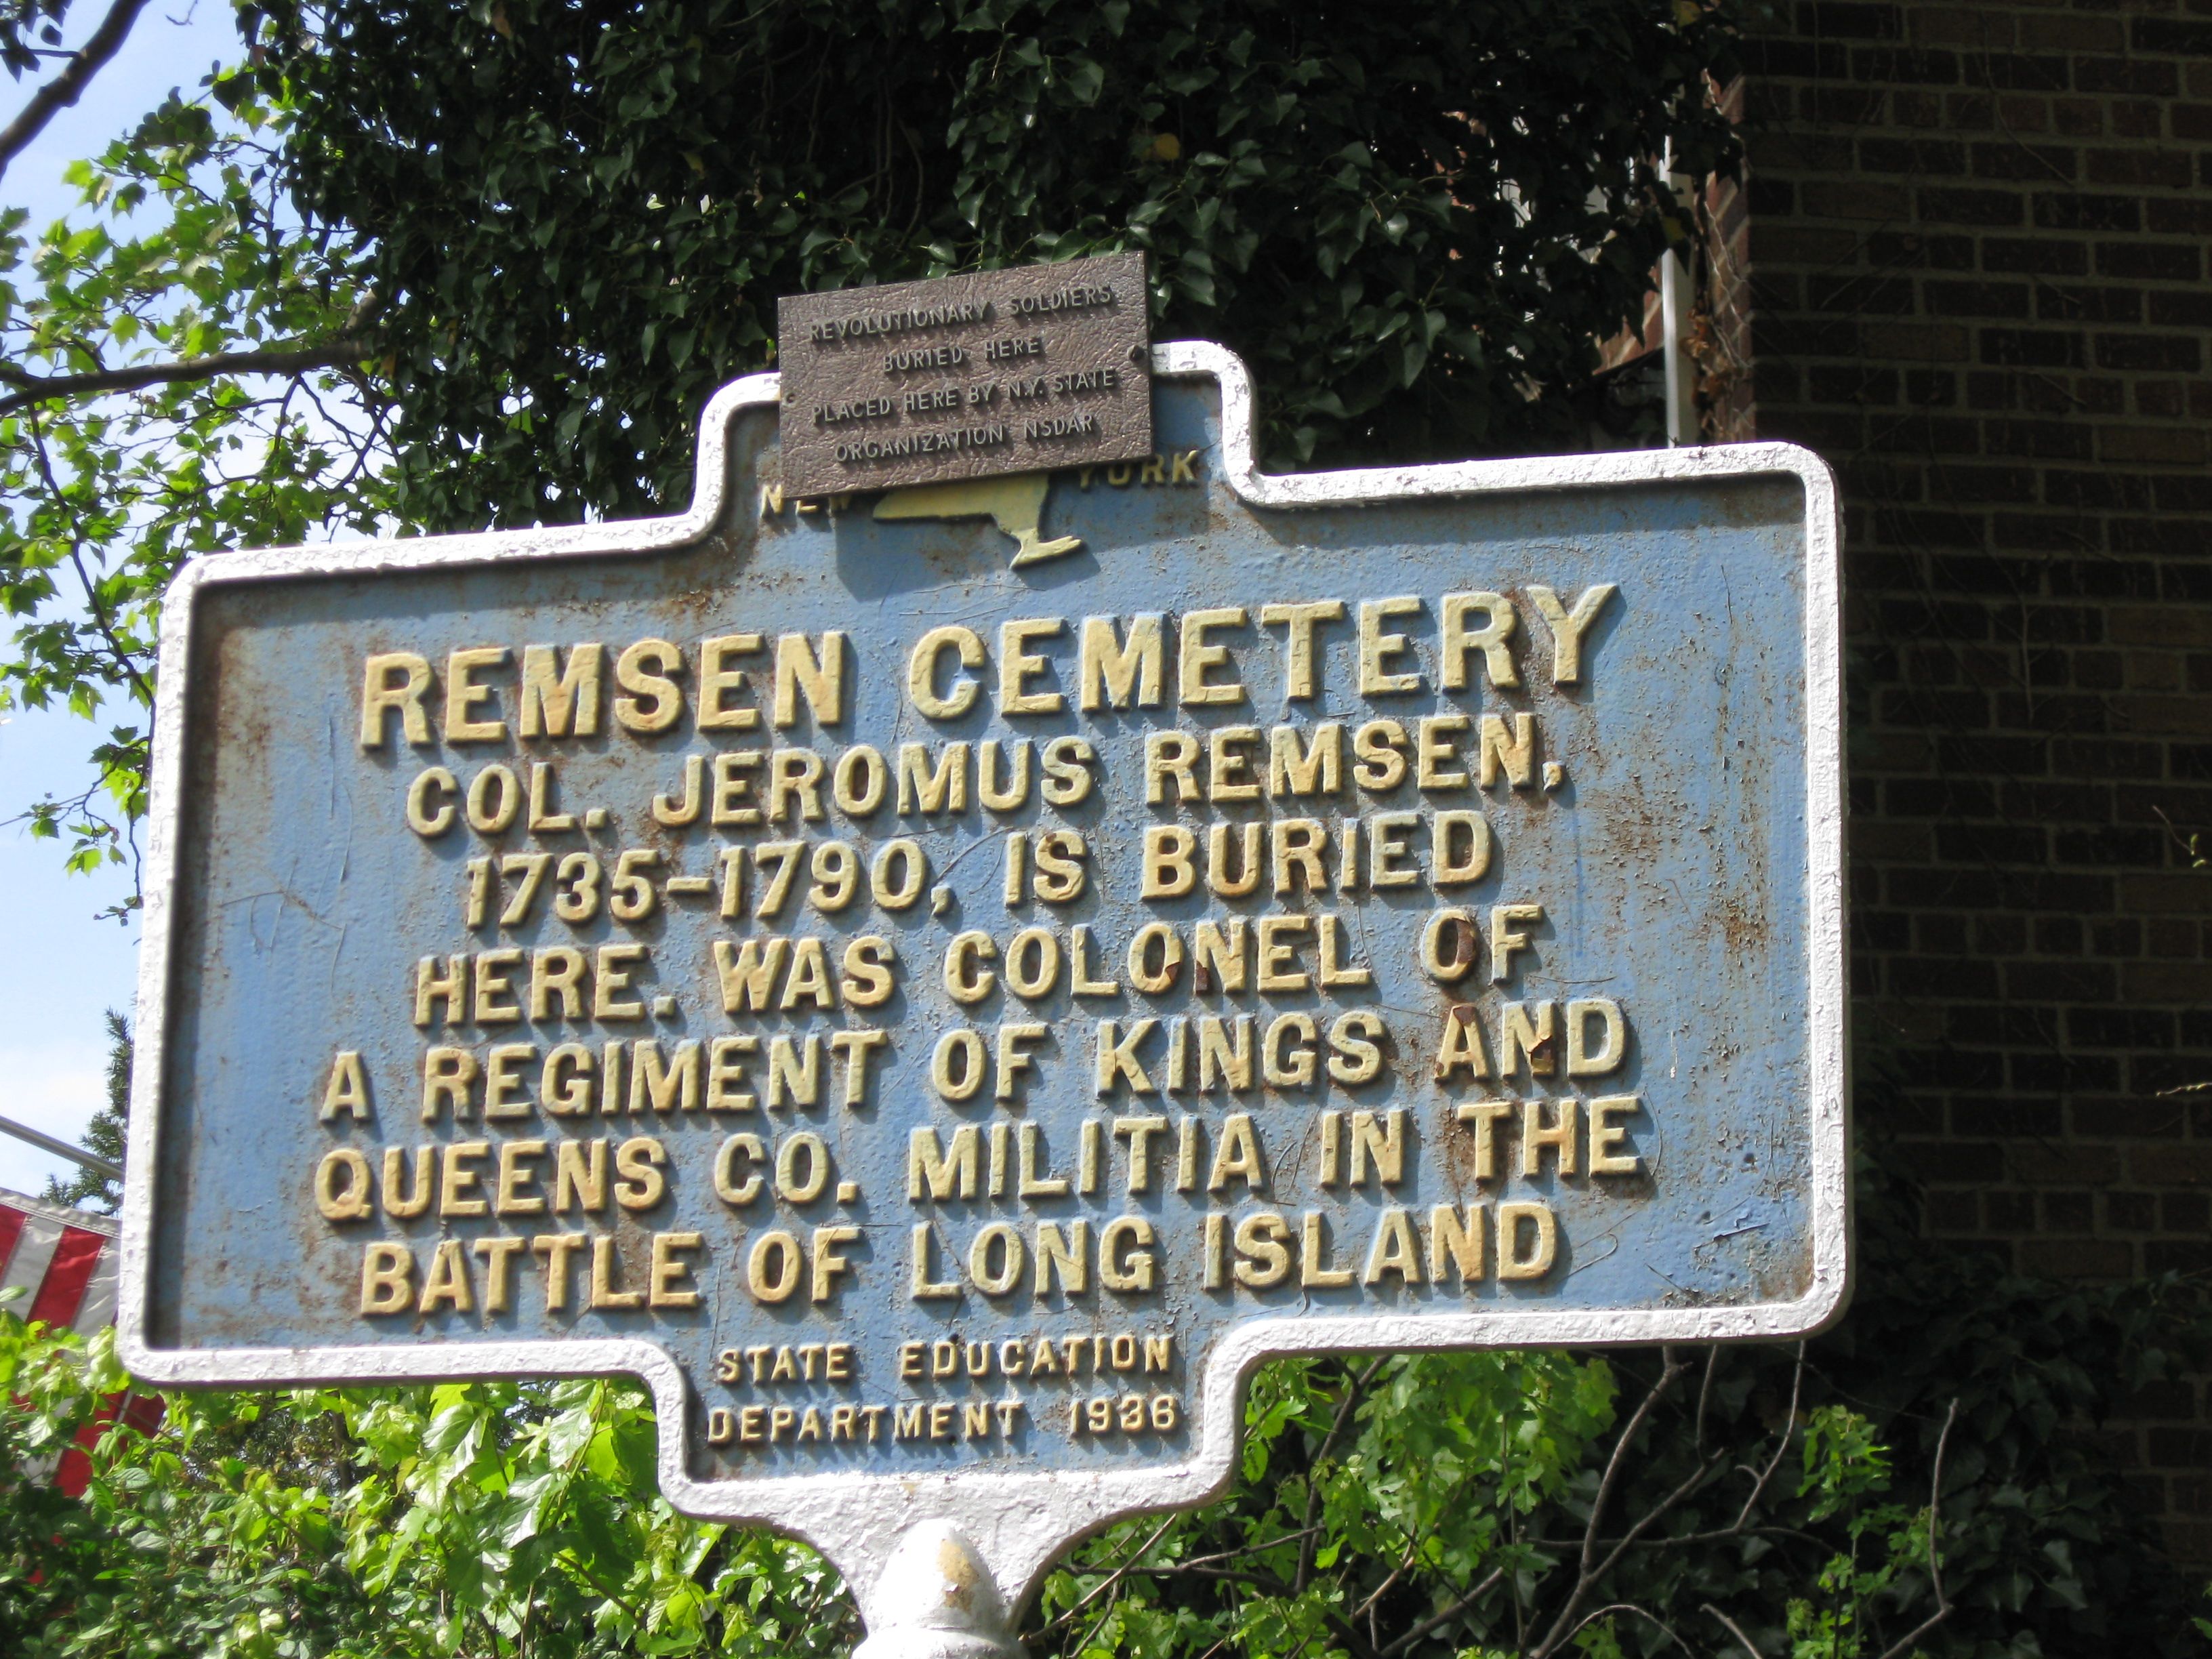 REVOLUTIONARY SOLDIERS
BURIED HERE
PLACED HERE BY N.Y. STATE
ORGANIZATION NSDAR
NEW YORK
REMSEN CEMETERY
COL. JEROMUS REMSEN,
1735-1790, IS BURIED
HERE. WAS COLONEL OF
A REGIMENT OF KINGS AND
QUEENS CO. MILITIA IN THE
BATTLE OF LONG ISLAND
STATE EDUCATION
DEPARTMENT 1936